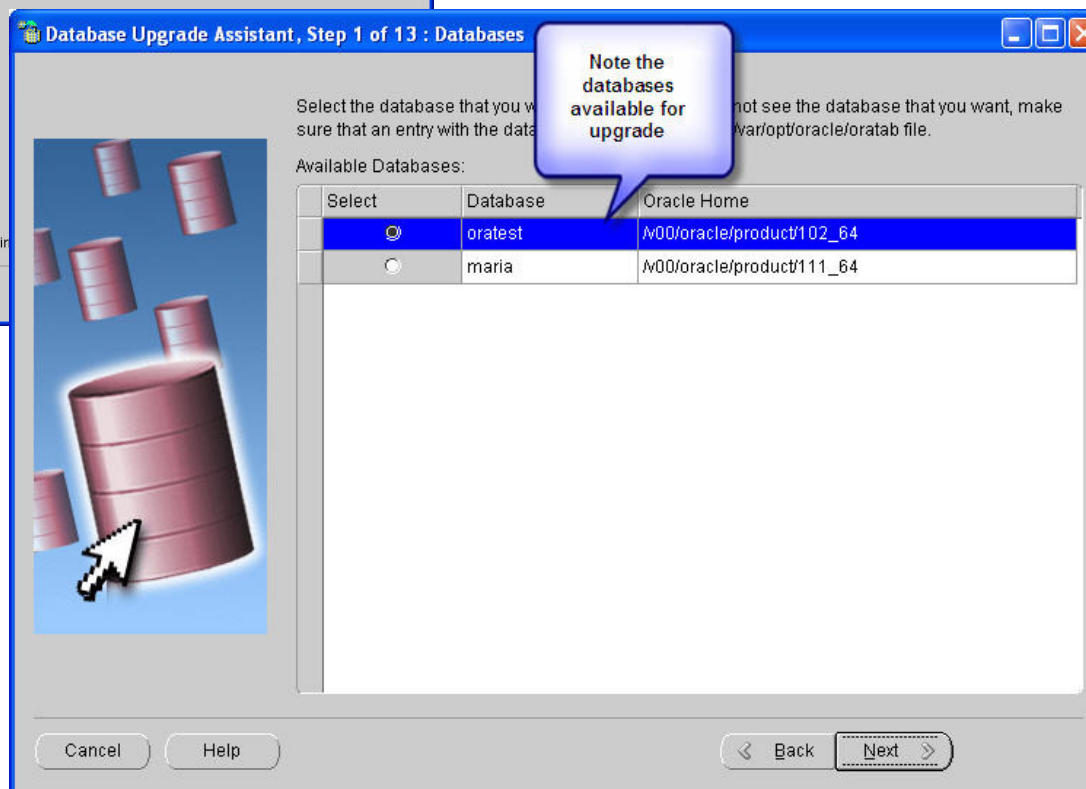 Database Upgrade Assistant, Step 1 of 13 : Databases
Note the
databases
available for
upgrade
Select the database that you w
not see the database that you want, make
sure that an entry with the data
/var/opt/oracle/oratab file.
Available Databases:
Select Database Oracle Home
oratest /v00/oracle/product/102_64
maria /v00/oracle/product/111_64
Cancel Help Back Next